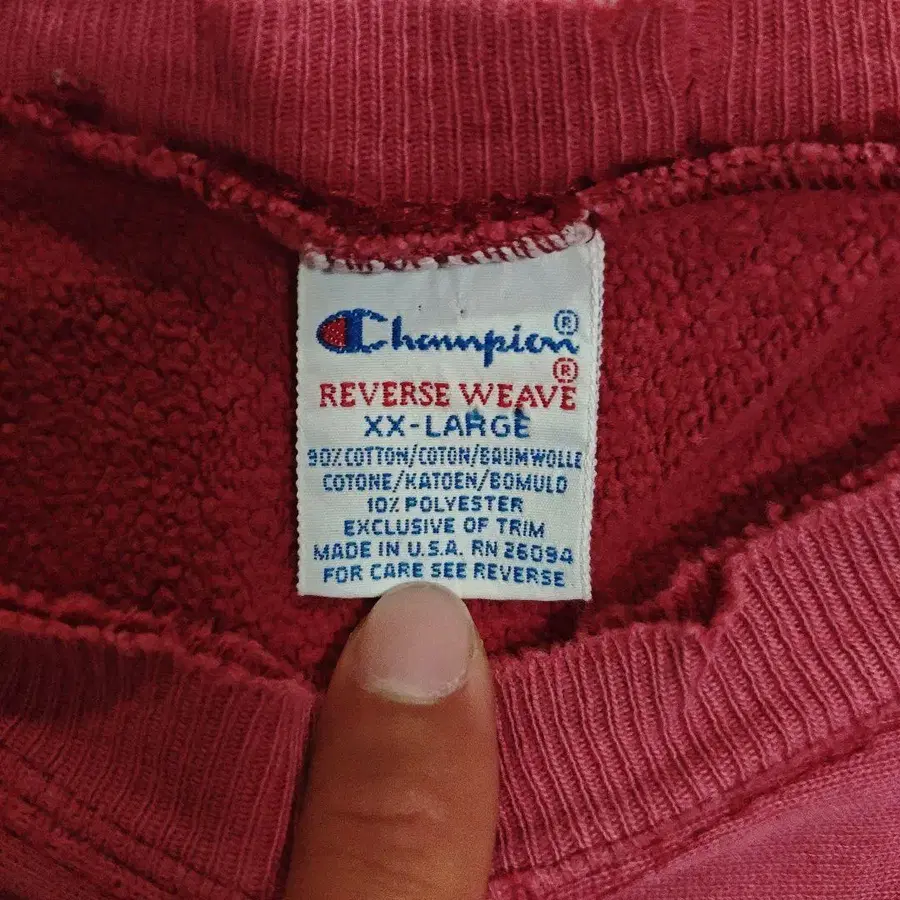 Champion®
REVERSE WEAVE®
XX-LARGE
90% COTTON/COTON/BAUMWOLLE
COTONE/KATOEN/BOMULD
10% POLYESTER
EXCLUSIVE OF TRIM
MADE IN U.S.A. RN 26094
FOR CARE SEE REVERSE